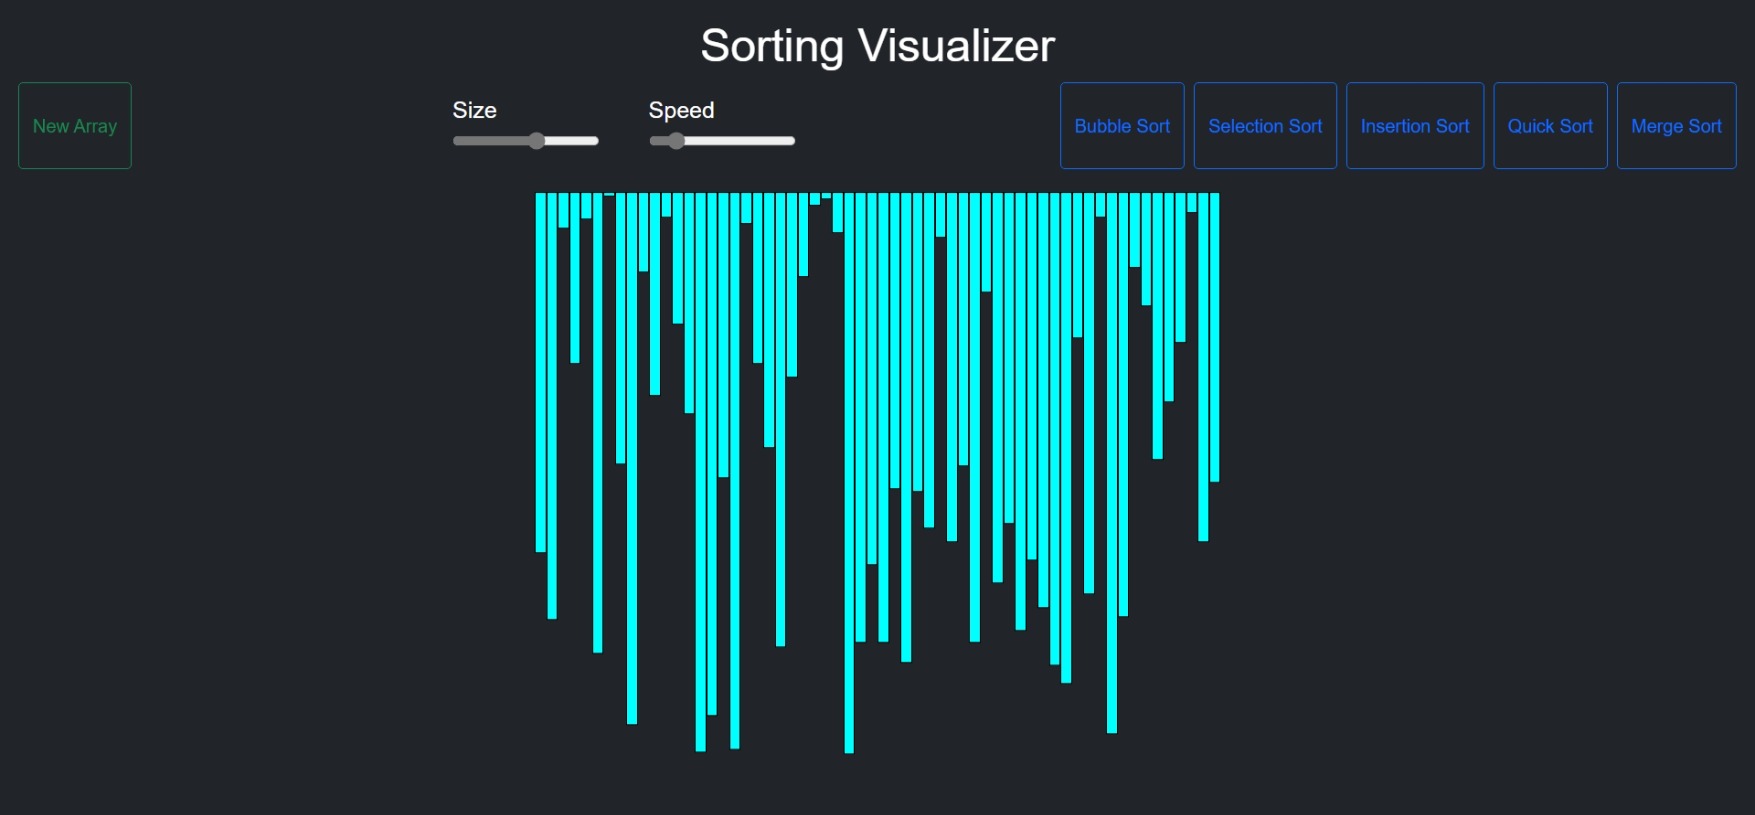 Sorting Visualizer
New Array
Size
Speed
Bubble Sort
Selection Sort
Insertion Sort
Quick Sort
Merge Sort